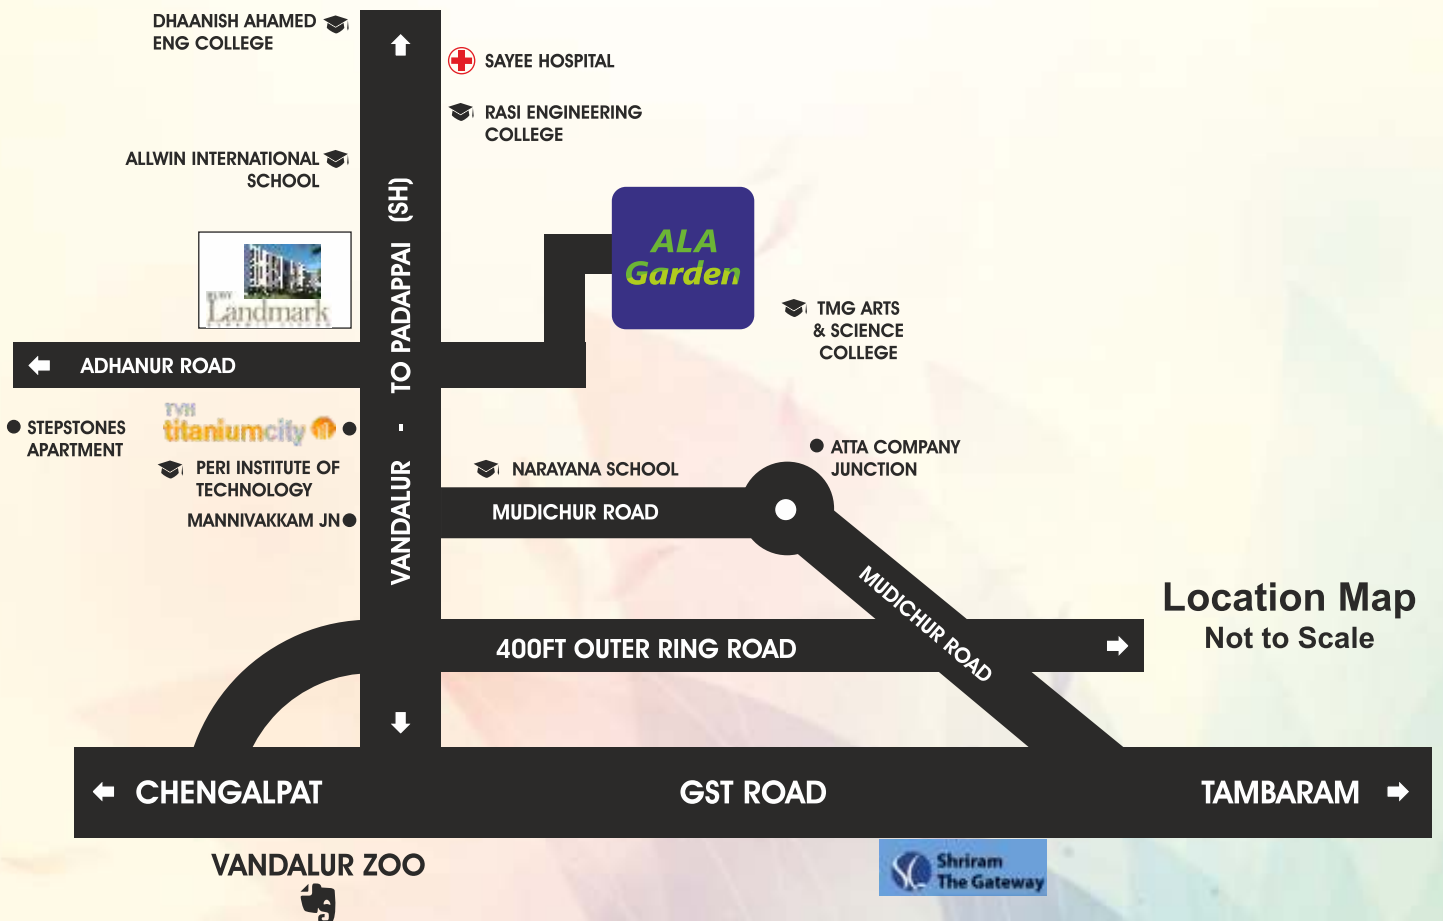 DHAANISH AHAMED
ENG COLLEGE
SAYEE HOSPITAL
RASI ENGINEERING
COLLEGE
ALLWIN INTERNATIONAL
SCHOOL
VANDALUR - TO PADAPPAI (SH)
ALA
Garden
Landmark
TMG ARTS
& SCIENCE
COLLEGE
ADHANUR ROAD
STEPSTONES
APARTMENT
TVH
titaniumcity
PERI INSTITUTE OF
TECHNOLOGY
MANNIVAKKAM JN
NARAYANA SCHOOL
MUDICHUR ROAD
ATTA COMPANY
JUNCTION
MUDICHUR ROAD
Location Map
Not to Scale
400FT OUTER RING ROAD
CHENGALPAT
GST ROAD
TAMBARAM
VANDALUR ZOO
Shriram
The Gateway